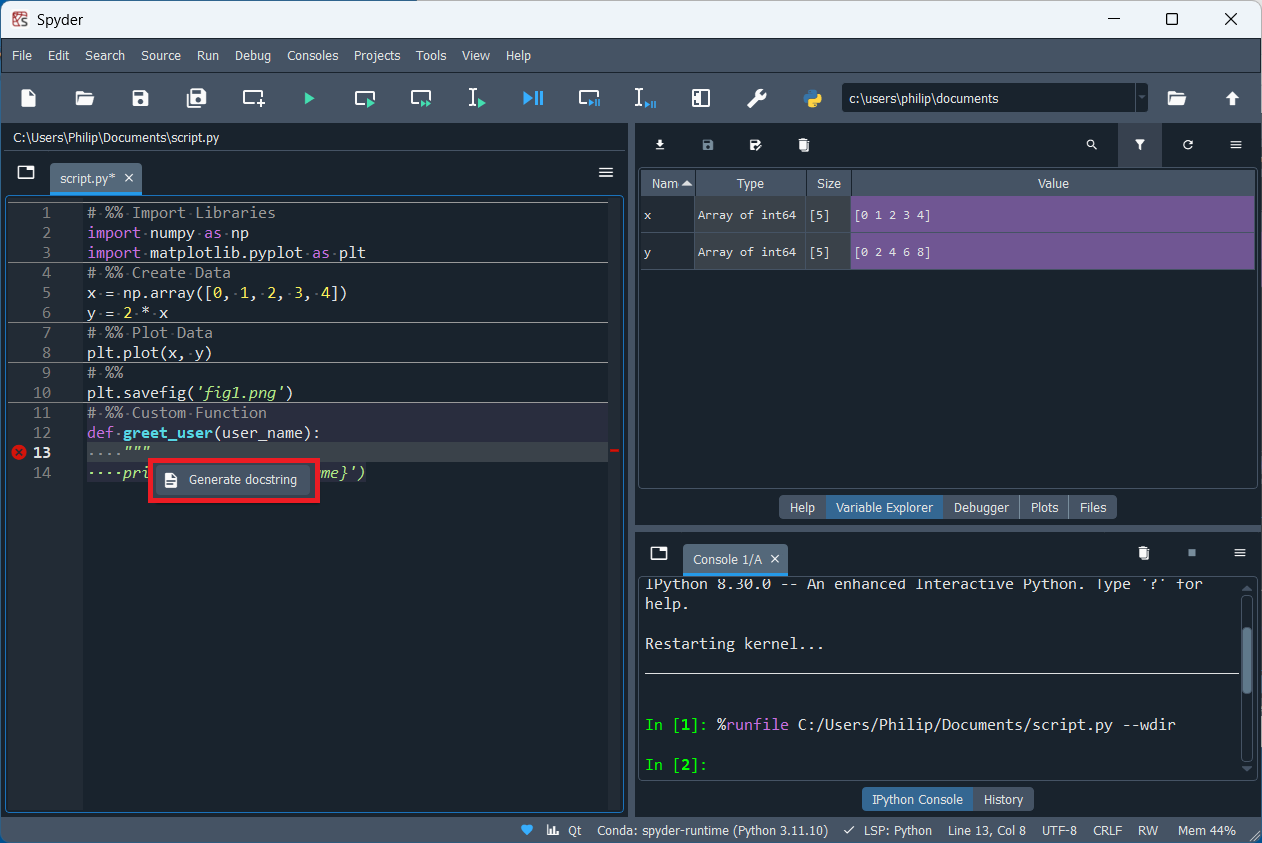 Spyder
File Edit Search Source Run Debug Consoles Projects Tools View Help
c:\users\philip\documents
C:\Users\Philip\Documents\script.py
script.py*
1 # %% Import Libraries
2 import numpy as np
3 import matplotlib.pyplot as plt
4 # %% Create Data
5 x = np.array([0, 1, 2, 3, 4])
6 y = 2 * x
7 # %% Plot Data
8 plt.plot(x, y)
9 # %%
10 plt.savefig('fig1.png')
11 # %% Custom Function
12 def greet_user(user_name):
13 """
14 pri me}')
Generate docstring
Nam Type Size Value
x Array of int64 [5] [0 1 2 3 4]
y Array of int64 [5] [0 2 4 6 8]
Help Variable Explorer Debugger Plots Files
Console 1/A
IPython 8.30.0 -- An enhanced Interactive Python. Type '?' for
help.
Restarting kernel...
In [1]: %runfile C:/Users/Philip/Documents/script.py --wdir
In [2]:
IPython Console History
Qt Conda: spyder-runtime (Python 3.11.10) LSP: Python Line 13, Col 8 UTF-8 CRLF RW Mem 44%